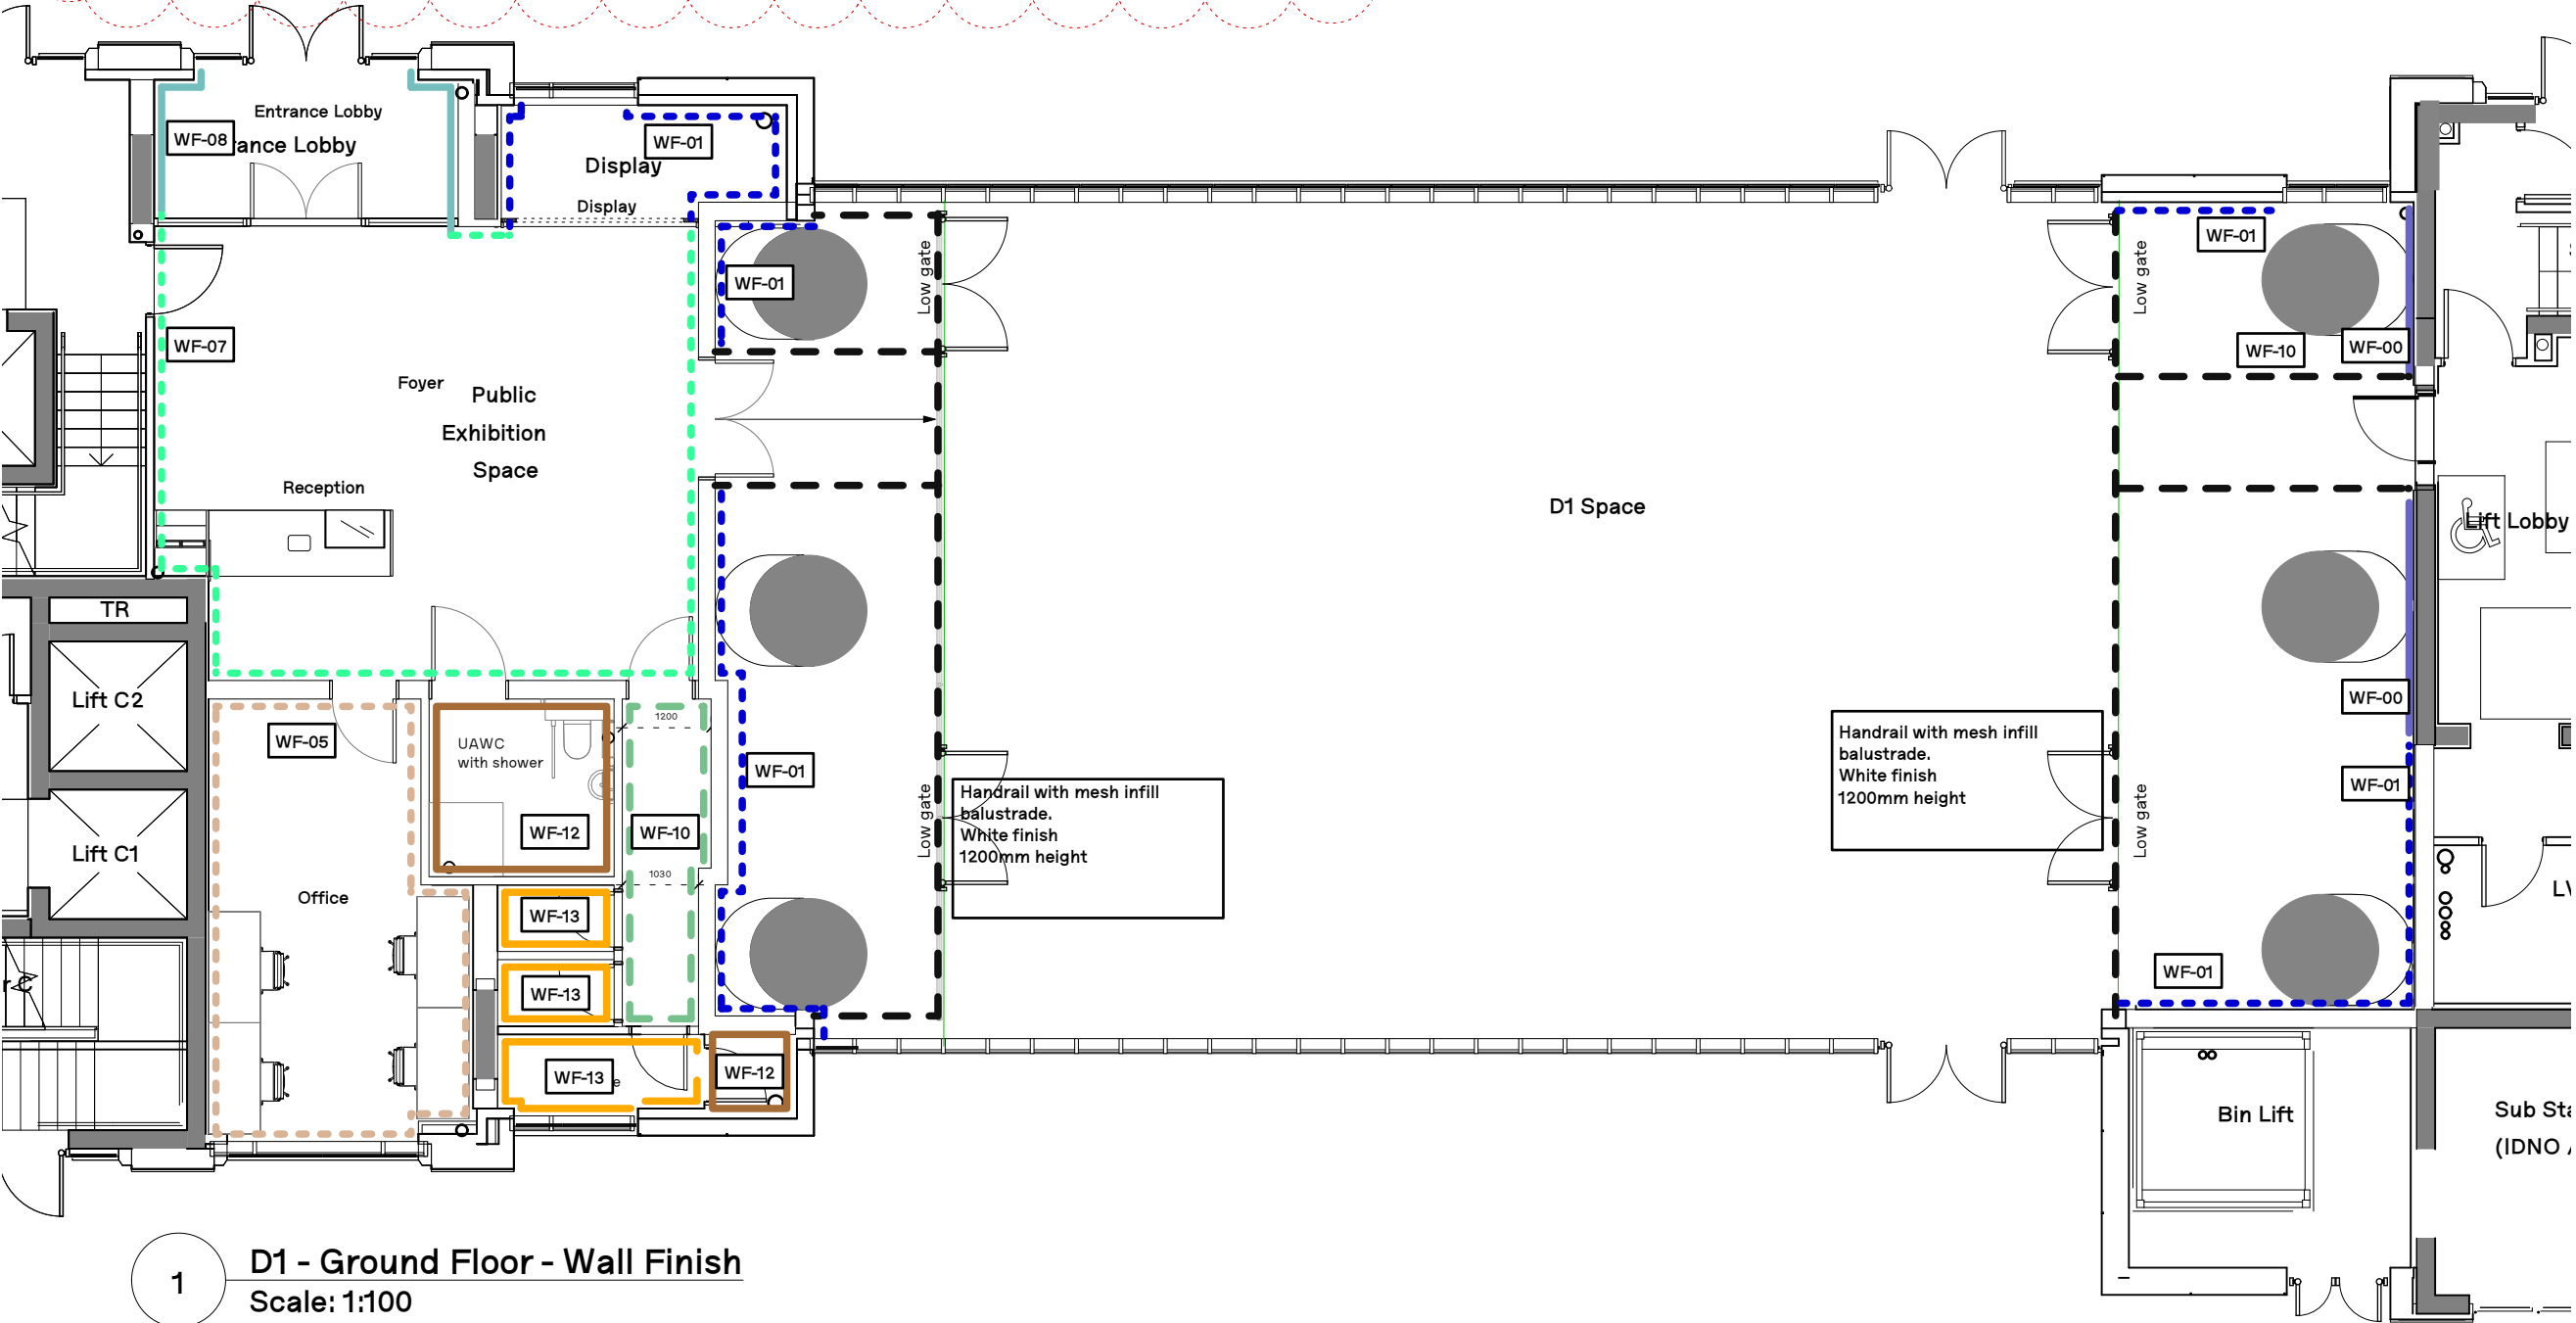 Entrance Lobby
WF-08
ance Lobby
WF-01
Display
Display
WF-01
Low gate
Low gate
WF-01
WF-10
WF-00
WF-07
Foyer
Public
Exhibition
Space
Reception
D1 Space
Lift Lobby
TR
Lift C2
Lift C1
WF-05
UAWC
with shower
1200
WF-12
WF-10
1030
WF-01
Low gate
Handrail with mesh infill
balustrade.
White finish
1200mm height
Handrail with mesh infill
balustrade.
White finish
1200mm height
Low gate
WF-00
WF-01
WF-01
Office
WF-13
WF-13
WF-13
e
WF-12
r C
LV
Bin Lift
Sub Sta
(IDNO
1
D1 - Ground Floor - Wall Finish
Scale: 1:100